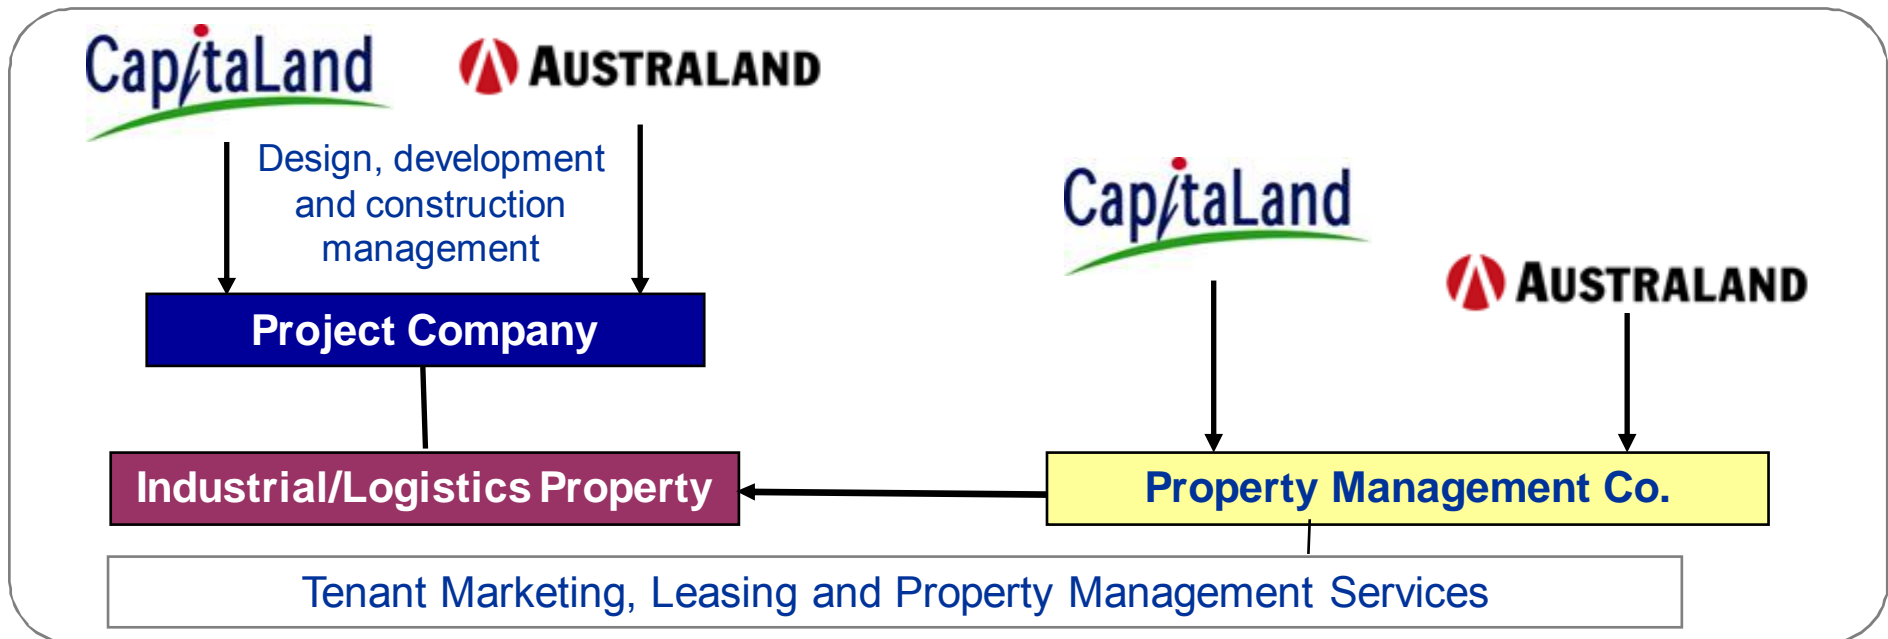 CapitaLand
AUSTRALAND
Design, development
and construction
management
Project Company
CapitaLand
AUSTRALAND
Industrial/Logistics Property
Property Management Co.
Tenant Marketing, Leasing and Property Management Services